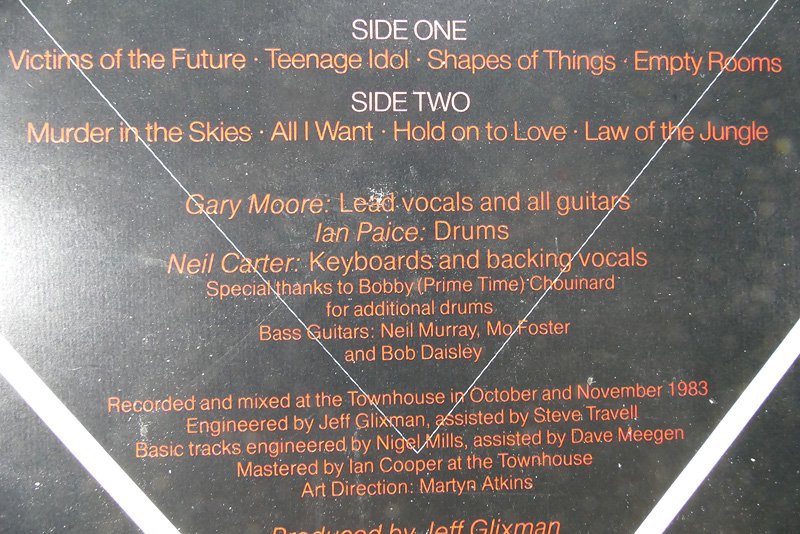 SIDE ONE
Victims of the Future · Teenage Idol · Shapes of Things · Empty Rooms
SIDE TWO
Murder in the Skies · All I Want · Hold on to Love · Law of the Jungle
Gary Moore: Lead vocals and all guitars
Ian Paice: Drums
Neil Carter: Keyboards and backing vocals
Special thanks to Bobby (Prime Time) Chouinard
for additional drums
Bass Guitars: Neil Murray, Mo Foster
and Bob Daisley
Recorded and mixed at the Townhouse in October and November 1983
Engineered by Jeff Glixman, assisted by Steve Travell
Basic tracks engineered by Nigel Mills, assisted by Dave Meegen
Mastered by Ian Cooper at the Townhouse
Art Direction: Martyn Atkins
Produced by Jeff Glixman